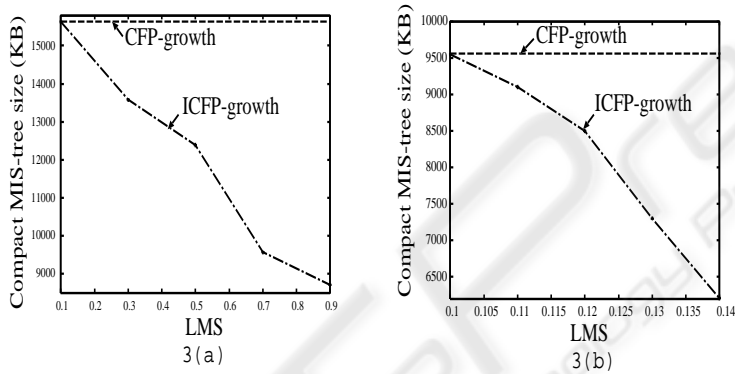 Compact MIS-tree size (KB)
15000
14000
13000
12000
11000
10000
9000
CFP-growth
ICFP-growth
0.1 0.2 0.3 0.4 0.5 0.6 0.7 0.8 0.9
LMS
3(a)
Compact MIS-tree size (KB)
10000
9500
9000
8500
8000
7500
7000
6500
CFP-growth
ICFP-growth
0.1 0.105 0.11 0.115 0.12 0.125 0.13 0.135 0.14
LMS
3(b)